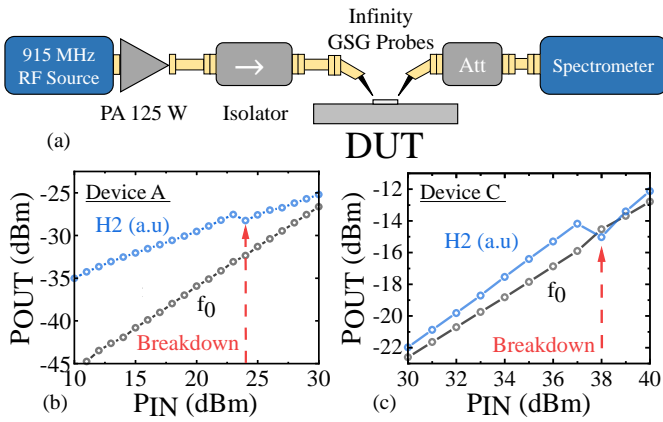 Infinity
GSG Probes
915 MHz
RF Source
→
Att
Spectrometer
PA 125 W
Isolator
(a)
DUT
POUT
(dBm)
-25
-30
-35
-40
-45
Device A
H2 (a.u)
f0
Breakdown
10
15
20
25
30
(b)
PIN (dBm)
POUT
(dBm)
-12
-14
-16
-18
-20
-22
Device C
H2 (a.u)
f0
Breakdown
30
32
34
36
38
40
(c)
PIN (dBm)